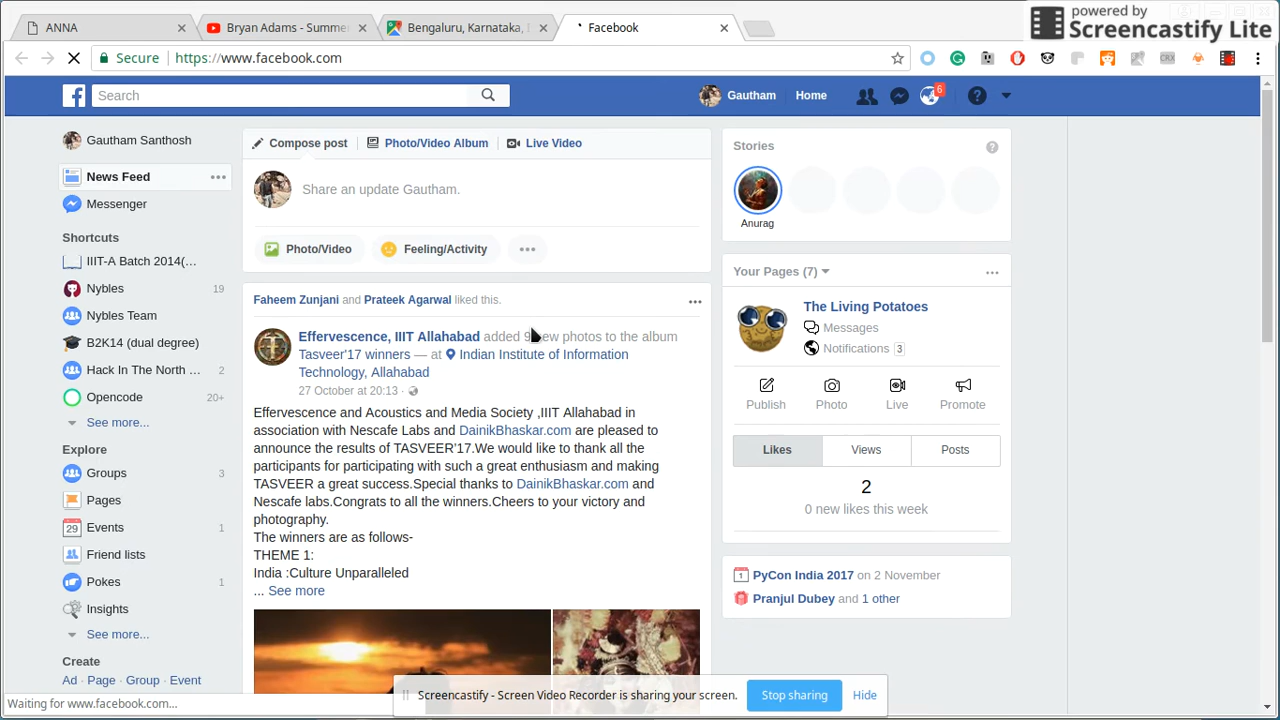 powered by
Screencastify Lite
ANNA
Bryan Adams - Summ
Bengaluru, Karnataka,
Facebook
Secure
https://www.facebook.com
CRX
Search
Gautham
Home
6
Gautham Santhosh
News Feed
Messenger
Shortcuts
IIIT-A Batch 2014(...
Nybles
19
Nybles Team
B2K14 (dual degree)
Hack In The North ...
2
Opencode
20+
See more...
Explore
Groups
3
Pages
29
Events
1
Friend lists
Pokes
1
Insights
See more...
Create
Ad · Page · Group · Event
Compose post
Photo/Video Album
Live Video
Share an update Gautham.
Photo/Video
Feeling/Activity
Faheem Zunjani and Prateek Agarwal liked this.
Effervescence, IIIT Allahabad added 9 new photos to the album
Tasveer'17 winners — at Indian Institute of Information
Technology, Allahabad
27 October at 20:13 ·
Effervescence and Acoustics and Media Society ,IIIT Allahabad in
association with Nescafe Labs and DainikBhaskar.com are pleased to
announce the results of TASVEER'17.We would like to thank all the
participants for participating with such a great enthusiasm and making
TASVEER a great success.Special thanks to DainikBhaskar.com and
Nescafe labs.Congrats to all the winners.Cheers to your victory and
photography.
The winners are as follows-
THEME 1:
India :Culture Unparalleled
... See more
Stories
Anurag
Your Pages (7)
The Living Potatoes
Messages
Notifications 3
Publish
Photo
Live
Promote
Likes
Views
Posts
2
0 new likes this week
1
PyCon India 2017 on 2 November
Pranjul Dubey and 1 other
Screencastify - Screen Video Recorder is sharing your screen.
Stop sharing
Hide
Waiting for www.facebook.com...